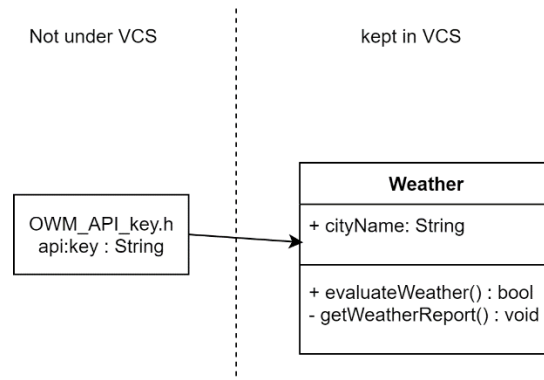 Not under VCS
kept in VCS
OWM_API_key.h
api:key : String
Weather
+ cityName: String
+ evaluateWeather() : bool
- getWeatherReport() : void